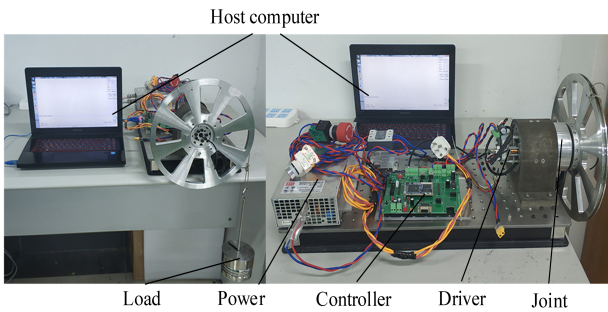 Host computer
Load
Power
Controller
Driver
Joint